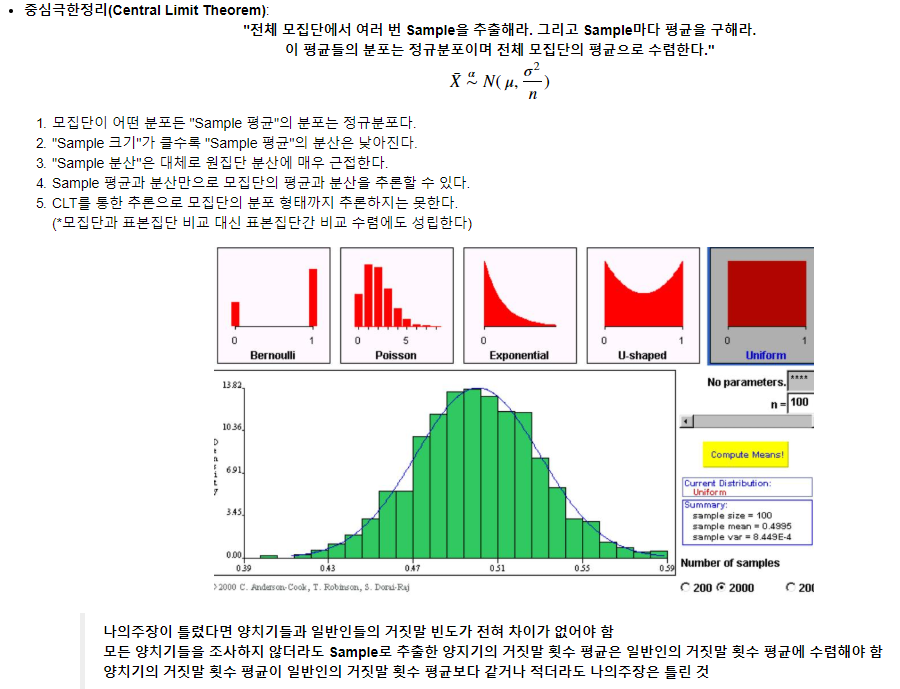 • 중심극한정리(Central Limit Theorem):
"전체 모집단에서 여러 번 Sample을 추출해라. 그리고 Sample마다 평균을 구해라.
이 평균들의 분포는 정규분포이며 전체 모집단의 평균으로 수렴한다."
X̄ ~ᵅ N( μ, σ²/n )
1. 모집단이 어떤 분포든 "Sample 평균"의 분포는 정규분포다.
2. "Sample 크기"가 클수록 "Sample 평균"의 분산은 낮아진다.
3. "Sample 분산"은 대체로 원집단 분산에 매우 근접한다.
4. Sample 평균과 분산만으로 모집단의 평균과 분산을 추론할 수 있다.
5. CLT를 통한 추론으로 모집단의 분포 형태까지 추론하지는 못한다.
(*모집단과 표본집단 비교 대신 표본집단간 비교 수렴에도 성립한다)
0 1
Bernoulli
0 5
Poisson
0
Exponential
0 1
U-shaped
0 1
Uniform
No parameters. ****
n = 100
Compute Means!
Current Distribution:
Uniform
Summary:
sample size = 100
sample mean = 0.4995
sample var = 8.449E-4
Number of samples
200 2000 20
Density
13.82
10.36
6.91
3.45
0.00
0.39 0.43 0.47 0.51 0.55 0.59
2000 C. Anderson-Cook, T. Robinson, S. Dorai-Raj
나의주장이 틀렸다면 양치기들과 일반인들의 거짓말 빈도가 전혀 차이가 없어야 함
모든 양치기들을 조사하지 않더라도 Sample로 추출한 양치기의 거짓말 횟수 평균은 일반인의 거짓말 횟수 평균에 수렴해야 함
양치기의 거짓말 횟수 평균이 일반인의 거짓말 횟수 평균보다 같거나 적더라도 나의주장은 틀린 것